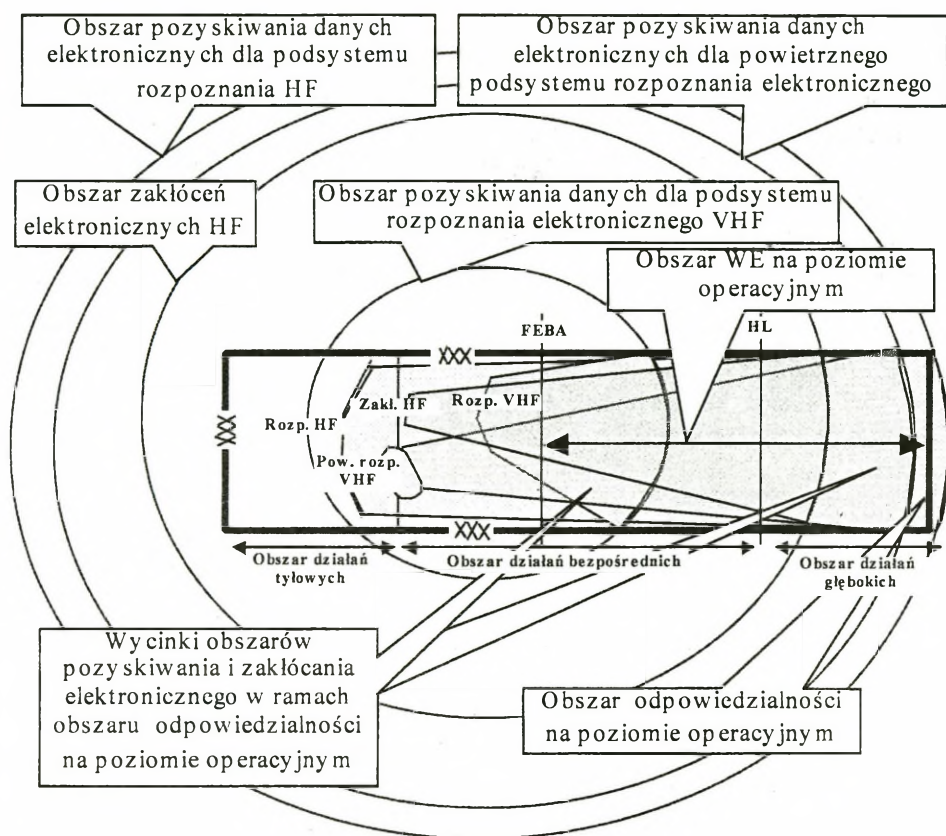 Obszar pozyskiwania danych
elektronicznych dla podsystemu
rozpoznania HF
Obszar pozyskiwania danych
elektronicznych dla powietrznego
podsystemu rozpoznania elektronicznego
Obszar zakłóceń
elektronicznych HF
Obszar pozyskiwania danych dla podsystemu
rozpoznania elektronicznego VHF
Obszar WE na poziomie
operacyjnym
FEBA
HL
XXX
Zakł. HF
Rozp. VHF
Rozp. HF
XXX
Pow. rozp.
VHF
XXX
Obszar działań
tyłowych
Obszar działań bezpośrednich
Obszar działań
głębokich
Wycinki obszarów
pozyskiwania i zakłócania
elektronicznego w ramach
obszaru odpowiedzialności
na poziomie operacyjnym
Obszar odpowiedzialności
na poziomie operacyjnym